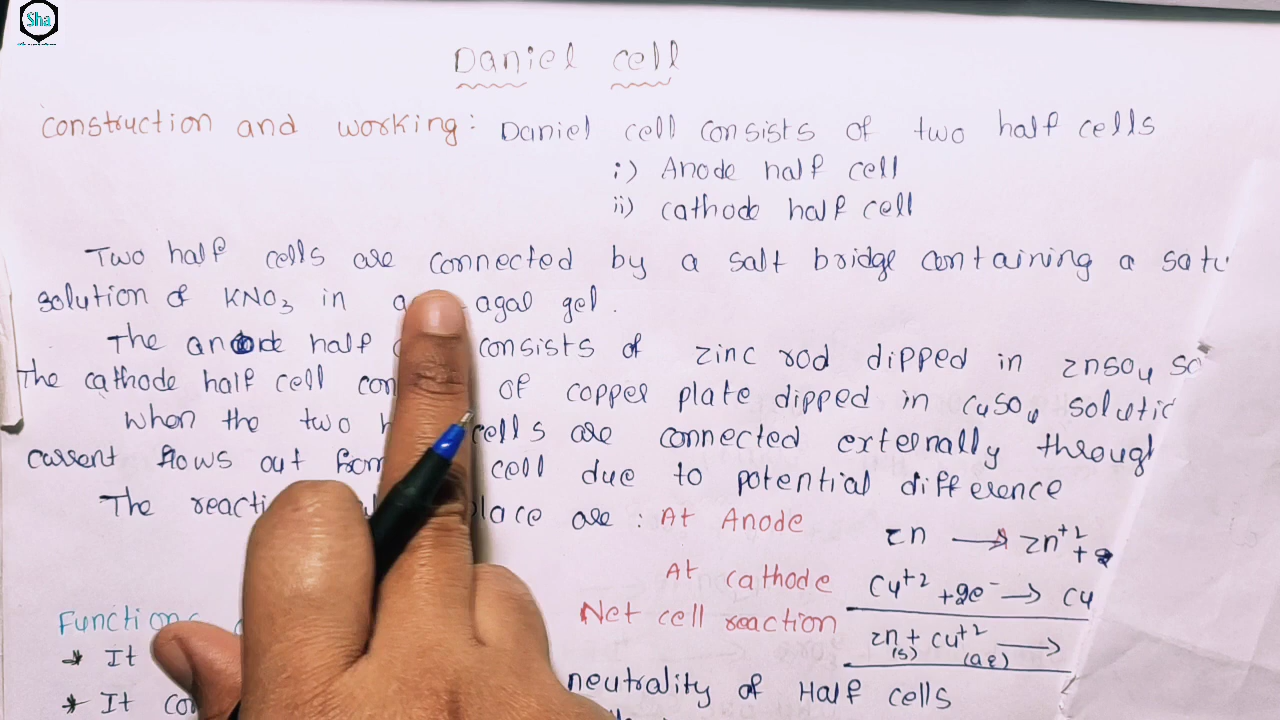 Sha
Daniel cell
construction and working: Daniel cell consists of two half cells
i) Anode half cell
ii) cathode half cell
Two half cells are connected by a salt bridge containing a satu
solution of KNO3 in agal gel.
The anode half consists of zinc rod dipped in znso4 so
The cathode half cell con of copper plate dipped in cuso4 solutio
When the two cells are connected externally through
current flows out from cell due to potential difference
The reacti place are : At Anode zn → zn+2 + 2
At cathode Cu+2 +2e- → cu
Net cell reaction zn(s) + cu+2(aq) →
Functions
* It neutrality of Half cells
* It con